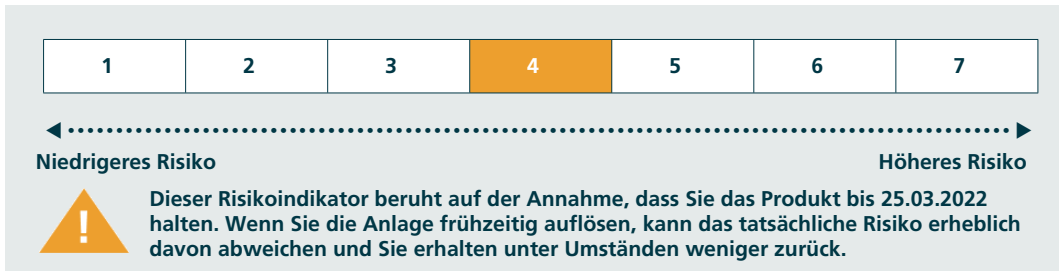 1 2 3 4 5 6 7
Niedrigeres Risiko Höheres Risiko
!
Dieser Risikoindikator beruht auf der Annahme, dass Sie das Produkt bis 25.03.2022
halten. Wenn Sie die Anlage frühzeitig auflösen, kann das tatsächliche Risiko erheblich
davon abweichen und Sie erhalten unter Umständen weniger zurück.